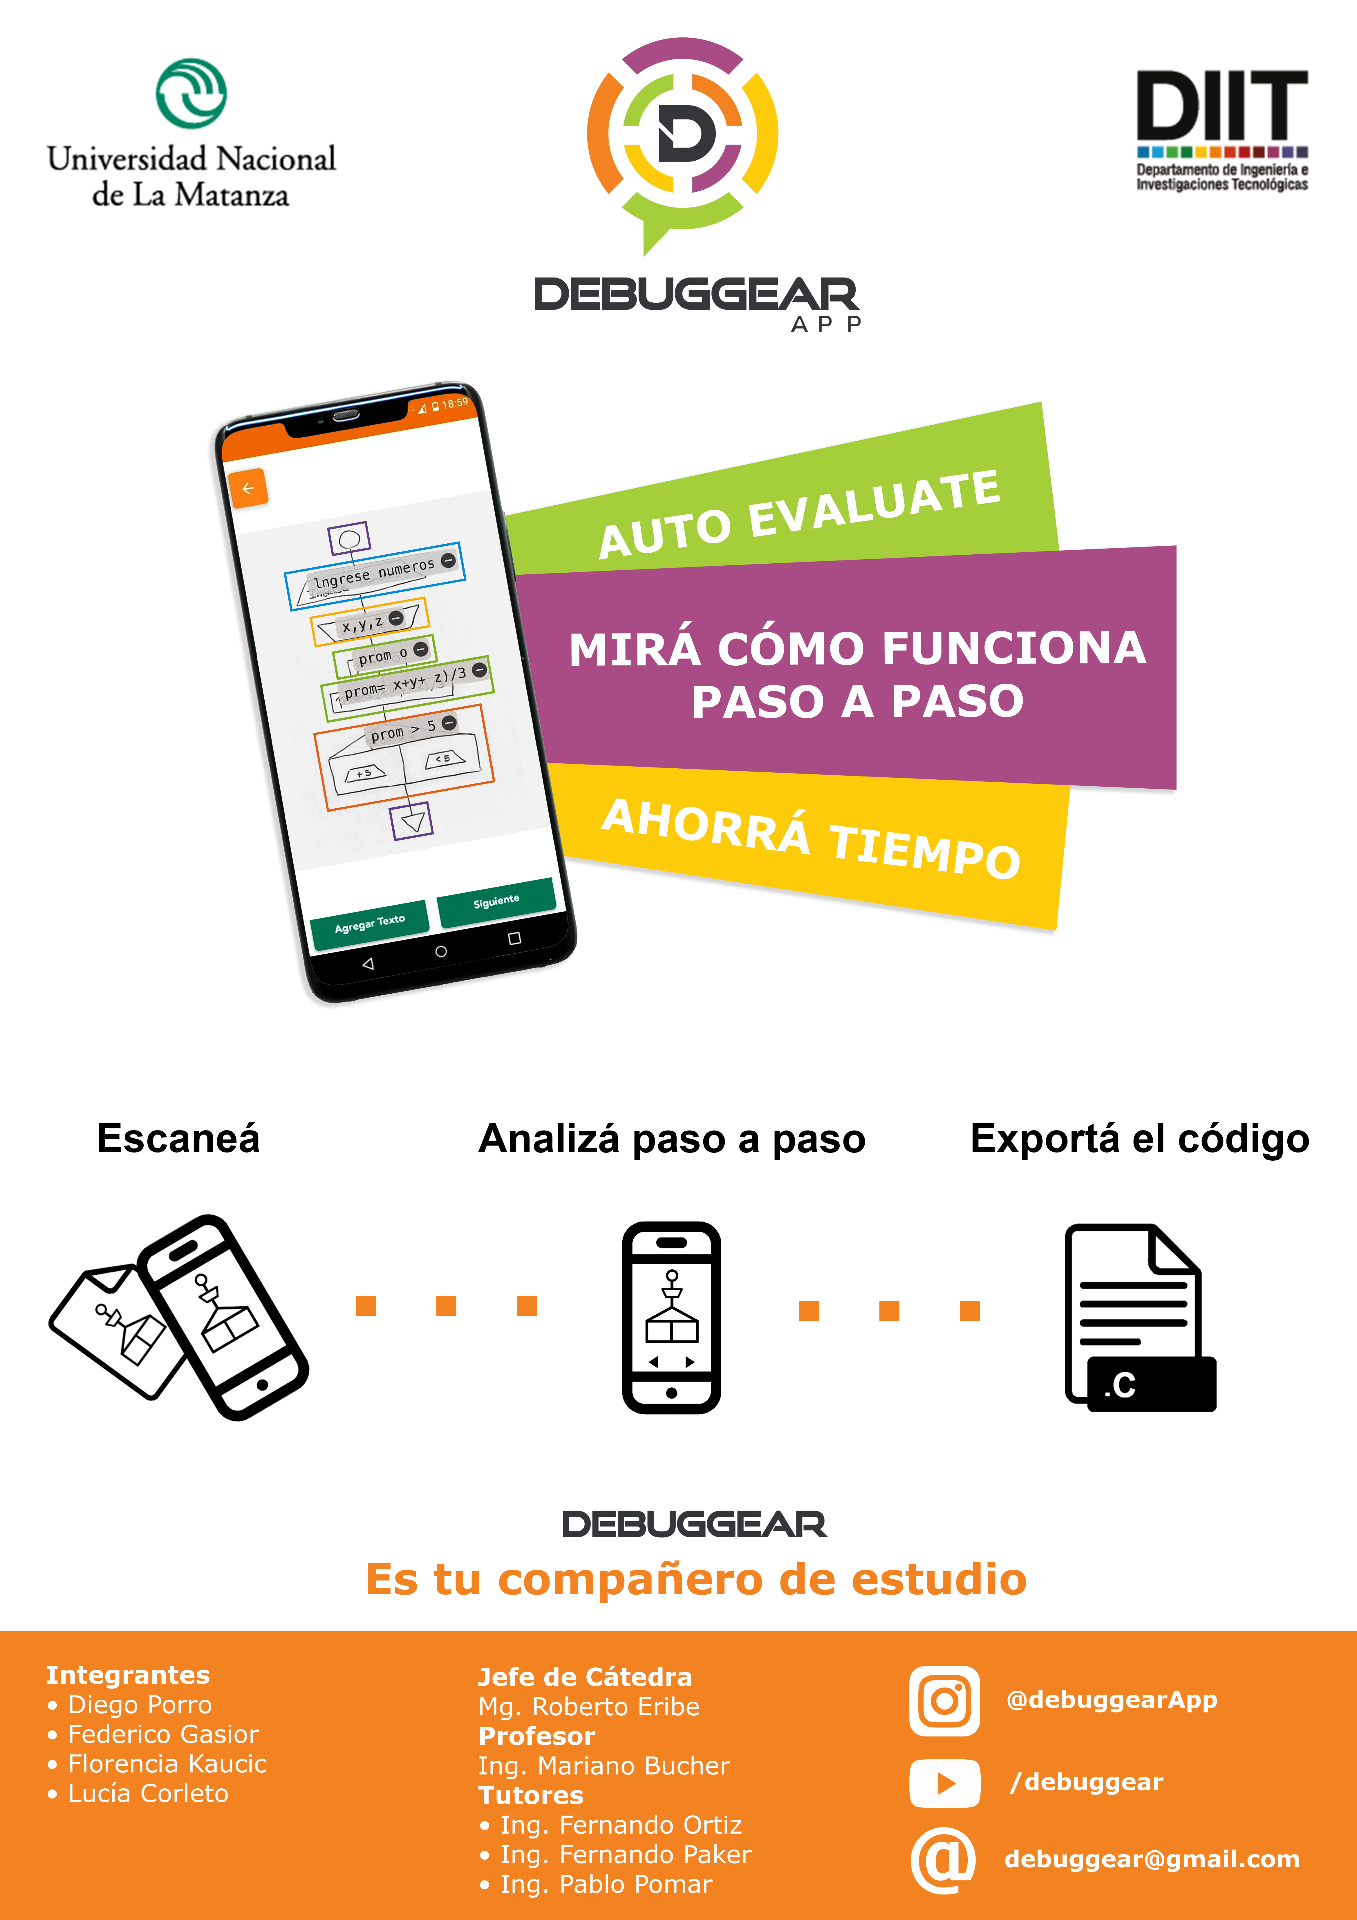 Universidad Nacional
de La Matanza
D
DEBUGGEAR
APP
DIIT
Departamento de Ingeniería e
Investigaciones Tecnológicas
18:59
Ingrese numeros
x,y,z
prom o
prom= x+y+ z)/3
prom > 5
+5
<5
Agregar Texto
Siguiente
AUTO EVALUATE
MIRÁ CÓMO FUNCIONA
PASO A PASO
AHORRÁ TIEMPO
Escaneá
Analizá paso a paso
Exportá el código
.C
DEBUGGEAR
Es tu compañero de estudio
Integrantes
• Diego Porro
• Federico Gasior
• Florencia Kaucic
• Lucía Corleto
Jefe de Cátedra
Mg. Roberto Eribe
Profesor
Ing. Mariano Bucher
Tutores
• Ing. Fernando Ortiz
• Ing. Fernando Paker
• Ing. Pablo Pomar
@debuggearApp
/debuggear
@ debuggear@gmail.com